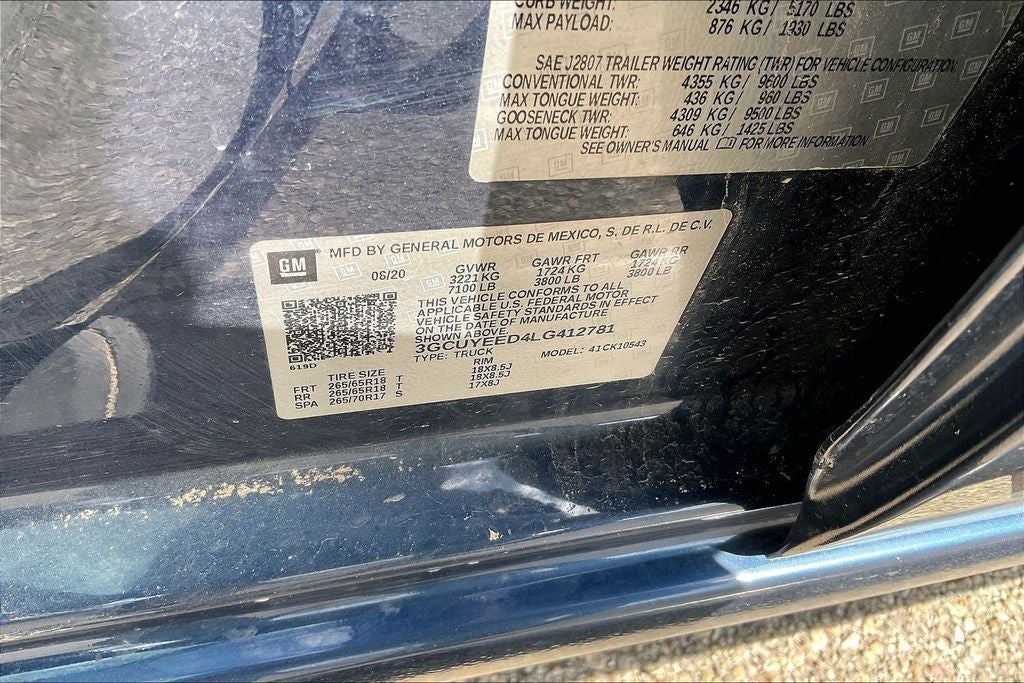 CURB WEIGHT: 2346 KG/ 5170 LBS
MAX PAYLOAD: 876 KG/ 1930 LBS
SAE J2807 TRAILER WEIGHT RATING (TWR) FOR VEHICLE CONFIGURATION
CONVENTIONAL TWR: 4355 KG/ 9600 LBS
MAX TONGUE WEIGHT: 436 KG/ 960 LBS
GOOSENECK TWR: 4309 KG/ 9500 LBS
MAX TONGUE WEIGHT: 646 KG/ 1425 LBS
SEE OWNER'S MANUAL FOR MORE INFORMATION
GM
MFD BY GENERAL MOTORS DE MEXICO, S. DE R.L. DE C.V.
08/20 GVWR GAWR FRT GAWR RR
3221 KG 1724 KG 1724 KG
7100 LB 3800 LB 3800 LB
THIS VEHICLE CONFORMS TO ALL
APPLICABLE U.S. FEDERAL MOTOR
VEHICLE SAFETY STANDARDS IN EFFECT
ON THE DATE OF MANUFACTURE
SHOWN ABOVE.
3GCUYEED4LG412781
619D TYPE: TRUCK MODEL: 41CK10543
TIRE SIZE RIM
FRT 265/65R18 T 18X8.5J
RR 265/65R18 T 18X8.5J
SPA 265/70R17 S 17X8J